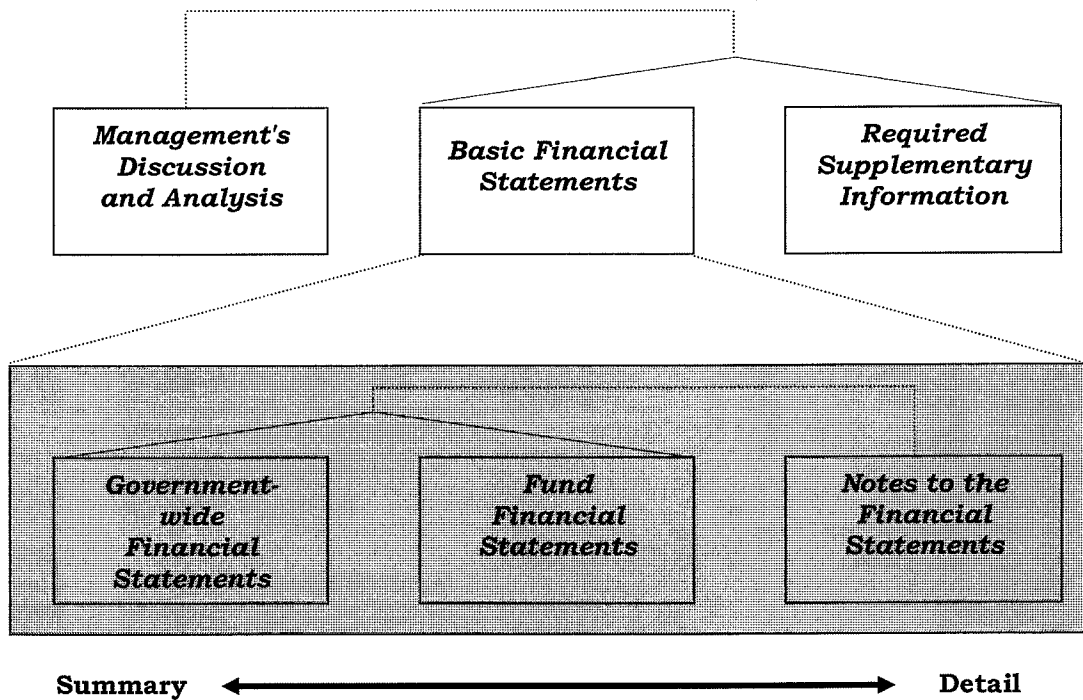 Management's
Discussion
and Analysis
Basic Financial
Statements
Required
Supplementary
Information
Government-
wide
Financial
Statements
Fund
Financial
Statements
Notes to the
Financial
Statements
Summary
Detail